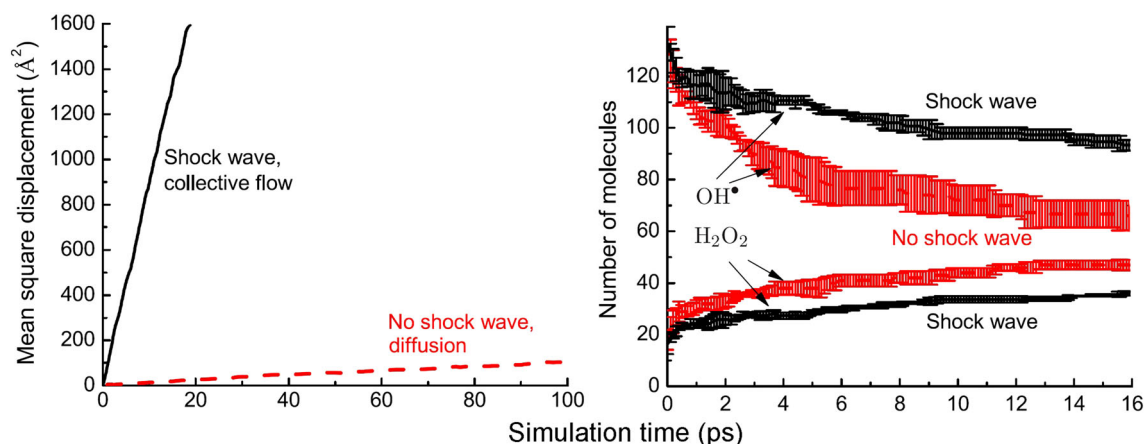 Mean square displacement (Å²)
1600
1400
1200
1000
800
600
400
200
0
0 20 40 60 80 100
Shock wave,
collective flow
No shock wave,
diffusion
Number of molecules
120
100
80
60
40
20
0
0 2 4 6 8 10 12 14 16
Shock wave
OH•
No shock wave
H₂O₂
Shock wave
Simulation time (ps)